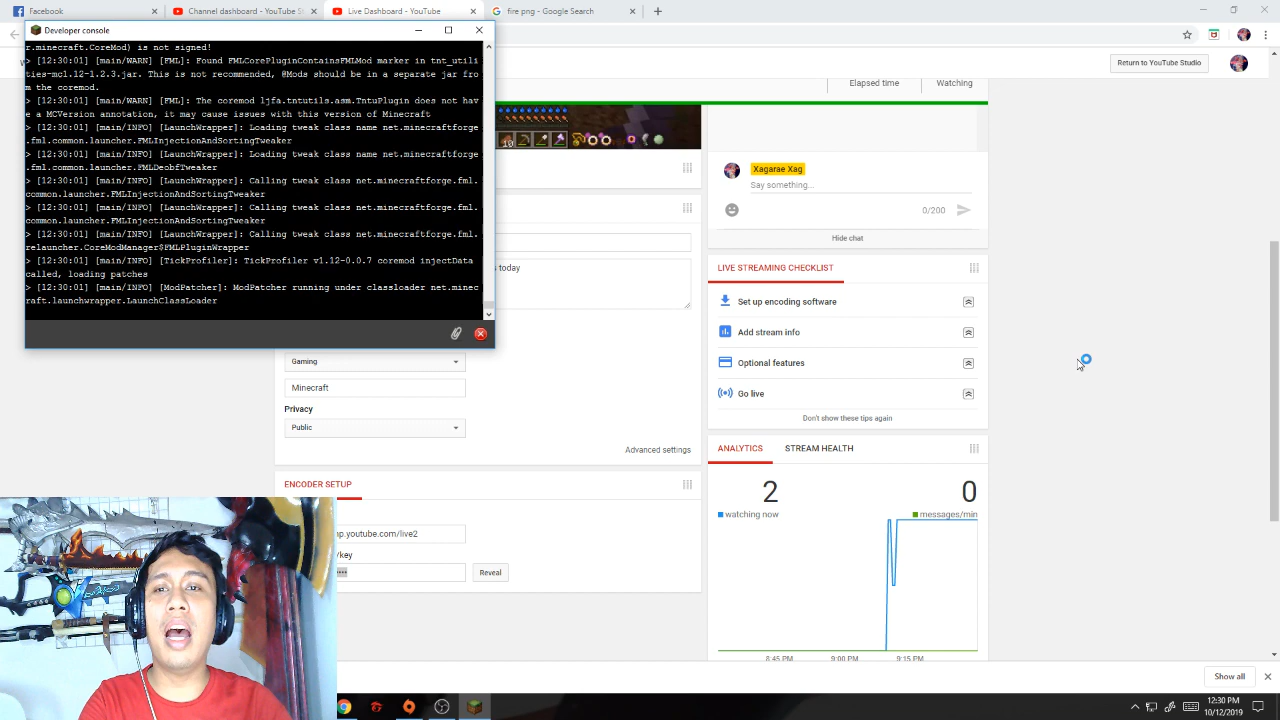 Facebook
Channel dashboard - YouTube S
Live Dashboard - YouTube
fire png - Google Search
Developer console
r.minecraft.CoreMod) is not signed!
> [12:30:01] [main/WARN] [FML]: Found FMLCorePluginContainsFMLMod marker in tnt_utili
ties-mc1.12-1.2.3.jar. This is not recommended, @Mods should be in a separate jar fro
m the coremod.
> [12:30:01] [main/WARN] [FML]: The coremod ljfa.tntutils.asm.TntuPlugin does not hav
e a MCVersion annotation, it may cause issues with this version of Minecraft
> [12:30:01] [main/INFO] [LaunchWrapper]: Loading tweak class name net.minecraftforge
.fml.common.launcher.FMLInjectionAndSortingTweaker
> [12:30:01] [main/INFO] [LaunchWrapper]: Loading tweak class name net.minecraftforge
.fml.common.launcher.FMLDeobfTweaker
> [12:30:01] [main/INFO] [LaunchWrapper]: Calling tweak class net.minecraftforge.fml.
common.launcher.FMLInjectionAndSortingTweaker
> [12:30:01] [main/INFO] [LaunchWrapper]: Calling tweak class net.minecraftforge.fml.
common.launcher.FMLInjectionAndSortingTweaker
> [12:30:01] [main/INFO] [LaunchWrapper]: Calling tweak class net.minecraftforge.fml.
relauncher.CoreModManager$FMLPluginWrapper
> [12:30:01] [main/INFO] [TickProfiler]: TickProfiler v1.12-0.0.7 coremod injectData
called, loading patches
> [12:30:01] [main/INFO] [ModPatcher]: ModPatcher running under classloader net.minec
raft.launchwrapper.LaunchClassLoader
Return to YouTube Studio
Elapsed time
Watching
10
s today
Gaming
Minecraft
Privacy
Public
Advanced settings
ENCODER SETUP
mp.youtube.com/live2
/key
Reveal
Xagarae Xag
Say something...
0/200
Hide chat
LIVE STREAMING CHECKLIST
Set up encoding software
Add stream info
Optional features
Go live
Don't show these tips again
ANALYTICS
STREAM HEALTH
2
watching now
0
messages/min
8:45 PM
9:00 PM
9:15 PM
Show all
12:30 PM
10/12/2019